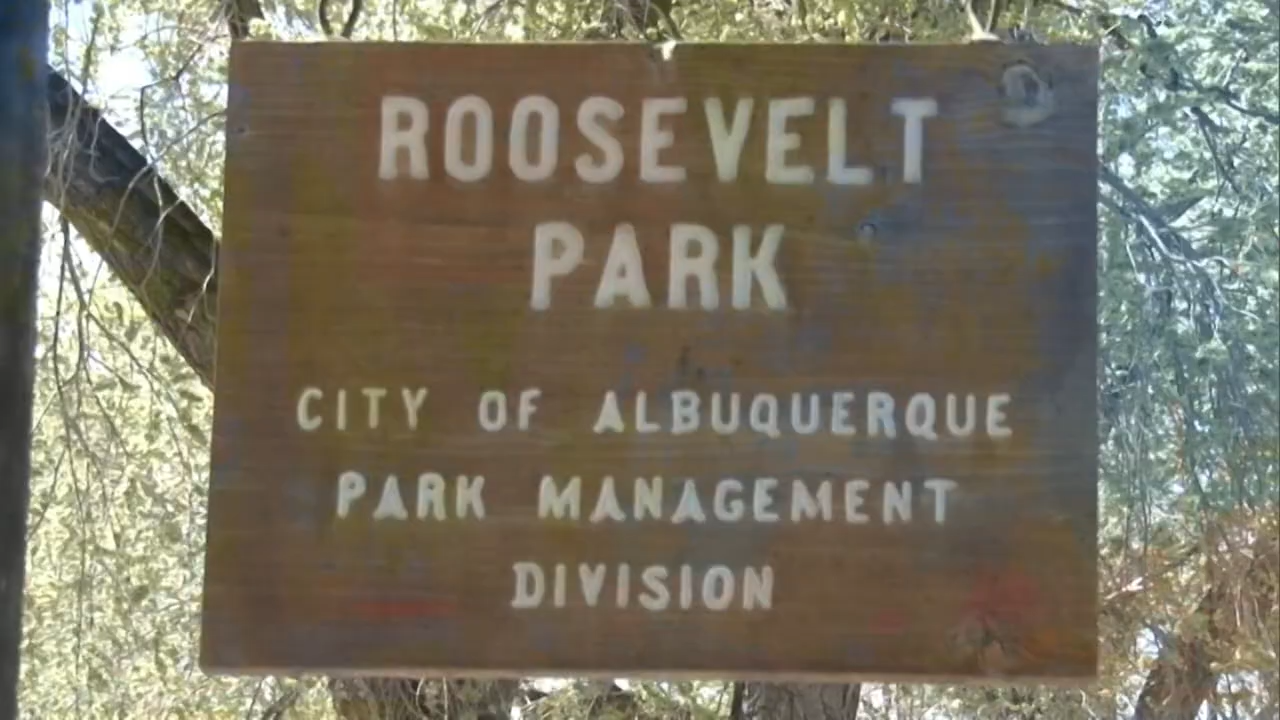 ROOSEVELT
PARK
CITY OF ALBUQUERQUE
PARK MANAGEMENT
DIVISION